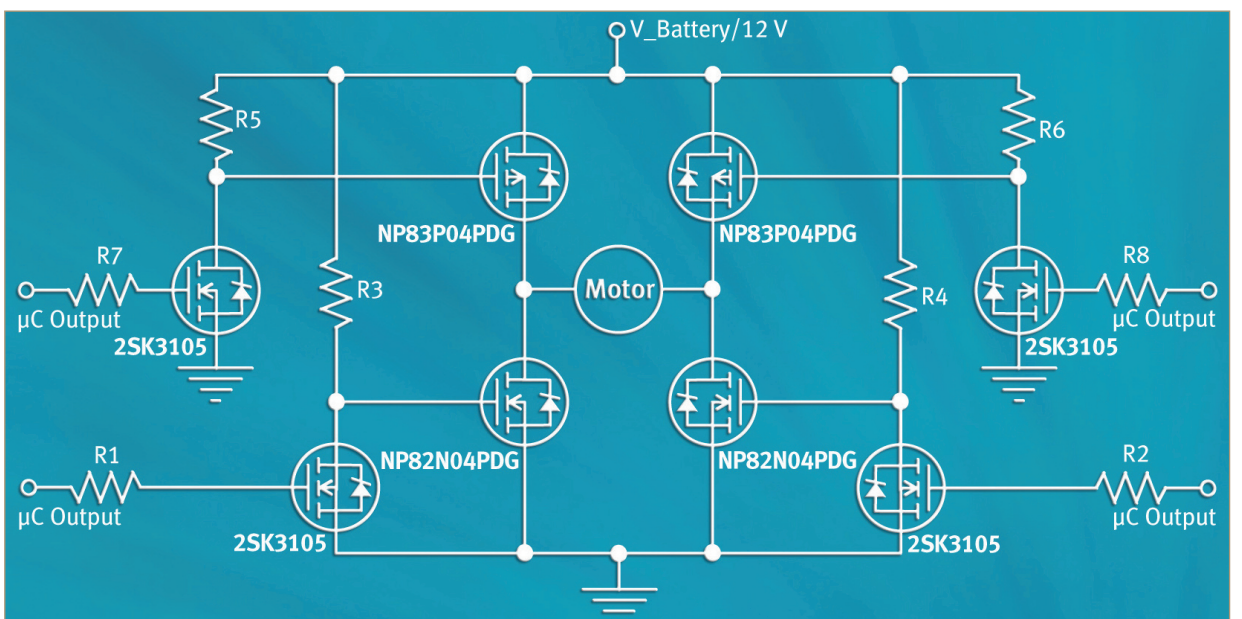 V_Battery/12 V
R5
R6
NP83P04PDG
NP83P04PDG
R7
R3
Motor
R4
R8
µC Output
µC Output
2SK3105
2SK3105
R1
NP82N04PDG
NP82N04PDG
R2
µC Output
µC Output
2SK3105
2SK3105